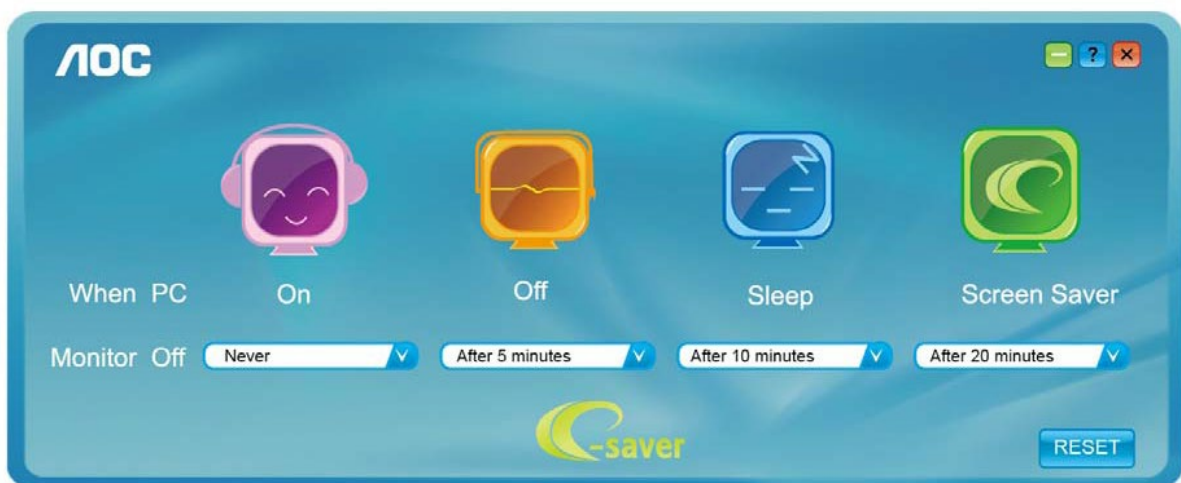 AOC
?
When PC On Off Sleep Screen Saver
Monitor Off Never After 5 minutes After 10 minutes After 20 minutes
e-saver
RESET